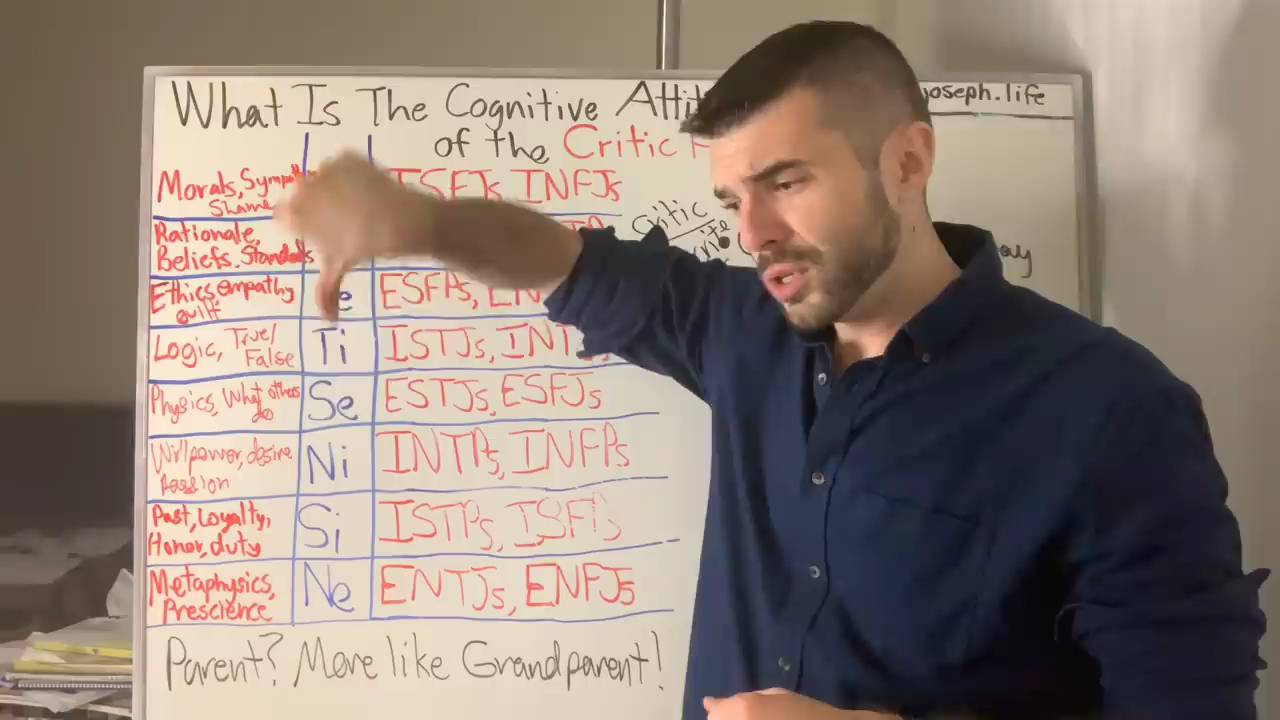 What Is The Cognitive
joseph.life
of the Critic
Morals, Sympathy
Shame
ISFJs, INFJs
Critic
Rationale,
Beliefs, Standards
Ethics, empathy
guilt
ESFPs,
Logic, True/
False
Ti
ISTJs,
Physics, What others
do
Se
ESTJs, ESFJs
Willpower, desire
Passion
Ni
INTPs, INFPs
Past, Loyalty,
Honor, duty
Si
ISTPs, ISFPs
Metaphysics,
Prescience
Ne
ENTJs, ENFJs
Parent? More like Grandparent!